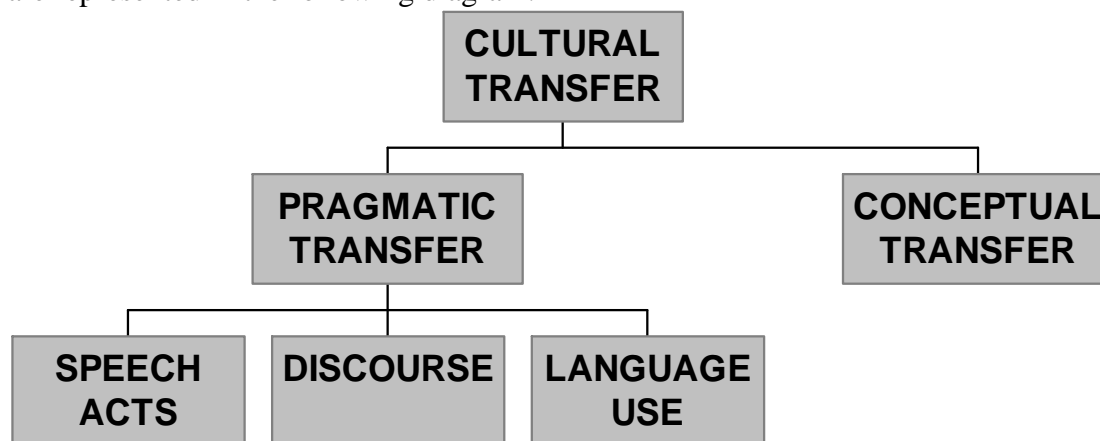 CULTURAL
TRANSFER
PRAGMATIC
TRANSFER
CONCEPTUAL
TRANSFER
SPEECH
ACTS
DISCOURSE
LANGUAGE
USE